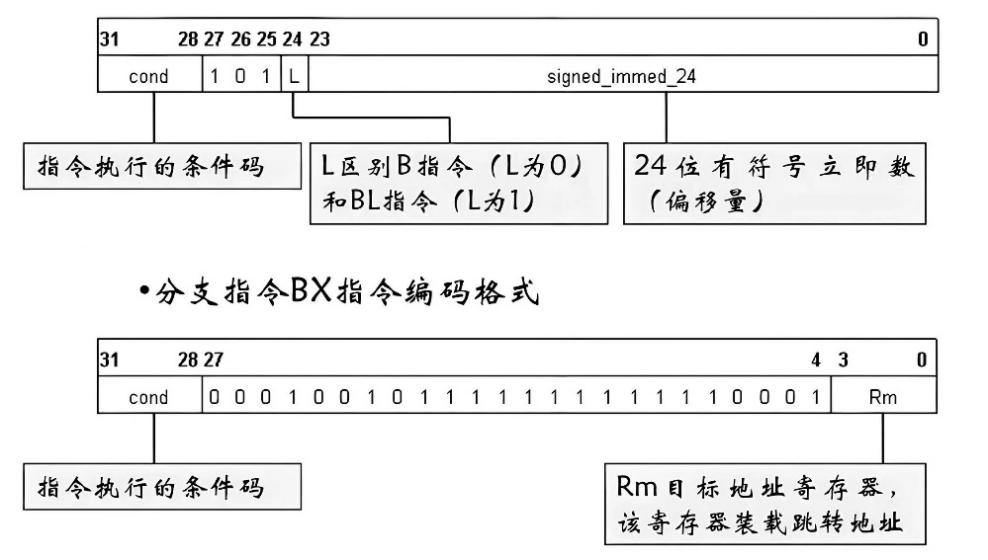 31 28 27 26 25 24 23 0
cond 1 0 1 L signed_immed_24
指令执行的条件码
L区别B指令（L为0）
和BL指令（L为1）
24位有符号立即数
（偏移量）
•分支指令BX指令编码格式
31 28 27 4 3 0
cond 0 0 0 1 0 0 1 0 1 1 1 1 1 1 1 1 1 1 1 1 0 0 0 1 Rm
指令执行的条件码
Rm目标地址寄存器，
该寄存器装载跳转地址